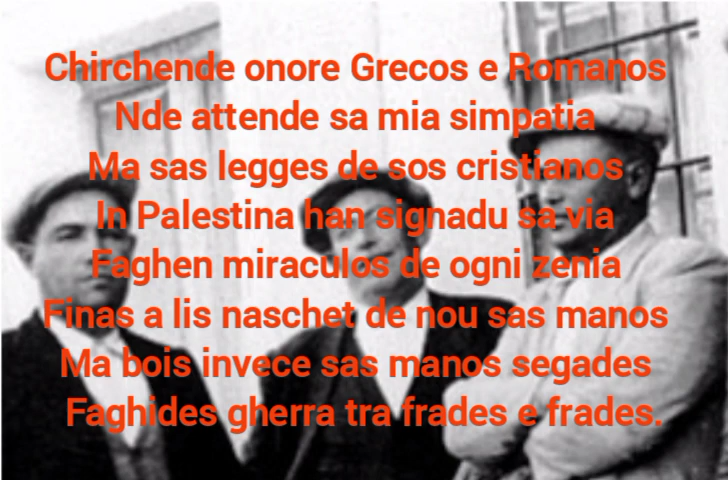 Chirchende onore Grecos e Romanos
Nde attende sa mia simpatia
Ma sas legges de sos cristianos
In Palestina han signadu sa via
Faghen miraculos de ogni zenia
Finas a lis naschet de nou sas manos
Ma bois invece sas manos segades
Faghides gherra tra frades e frades.